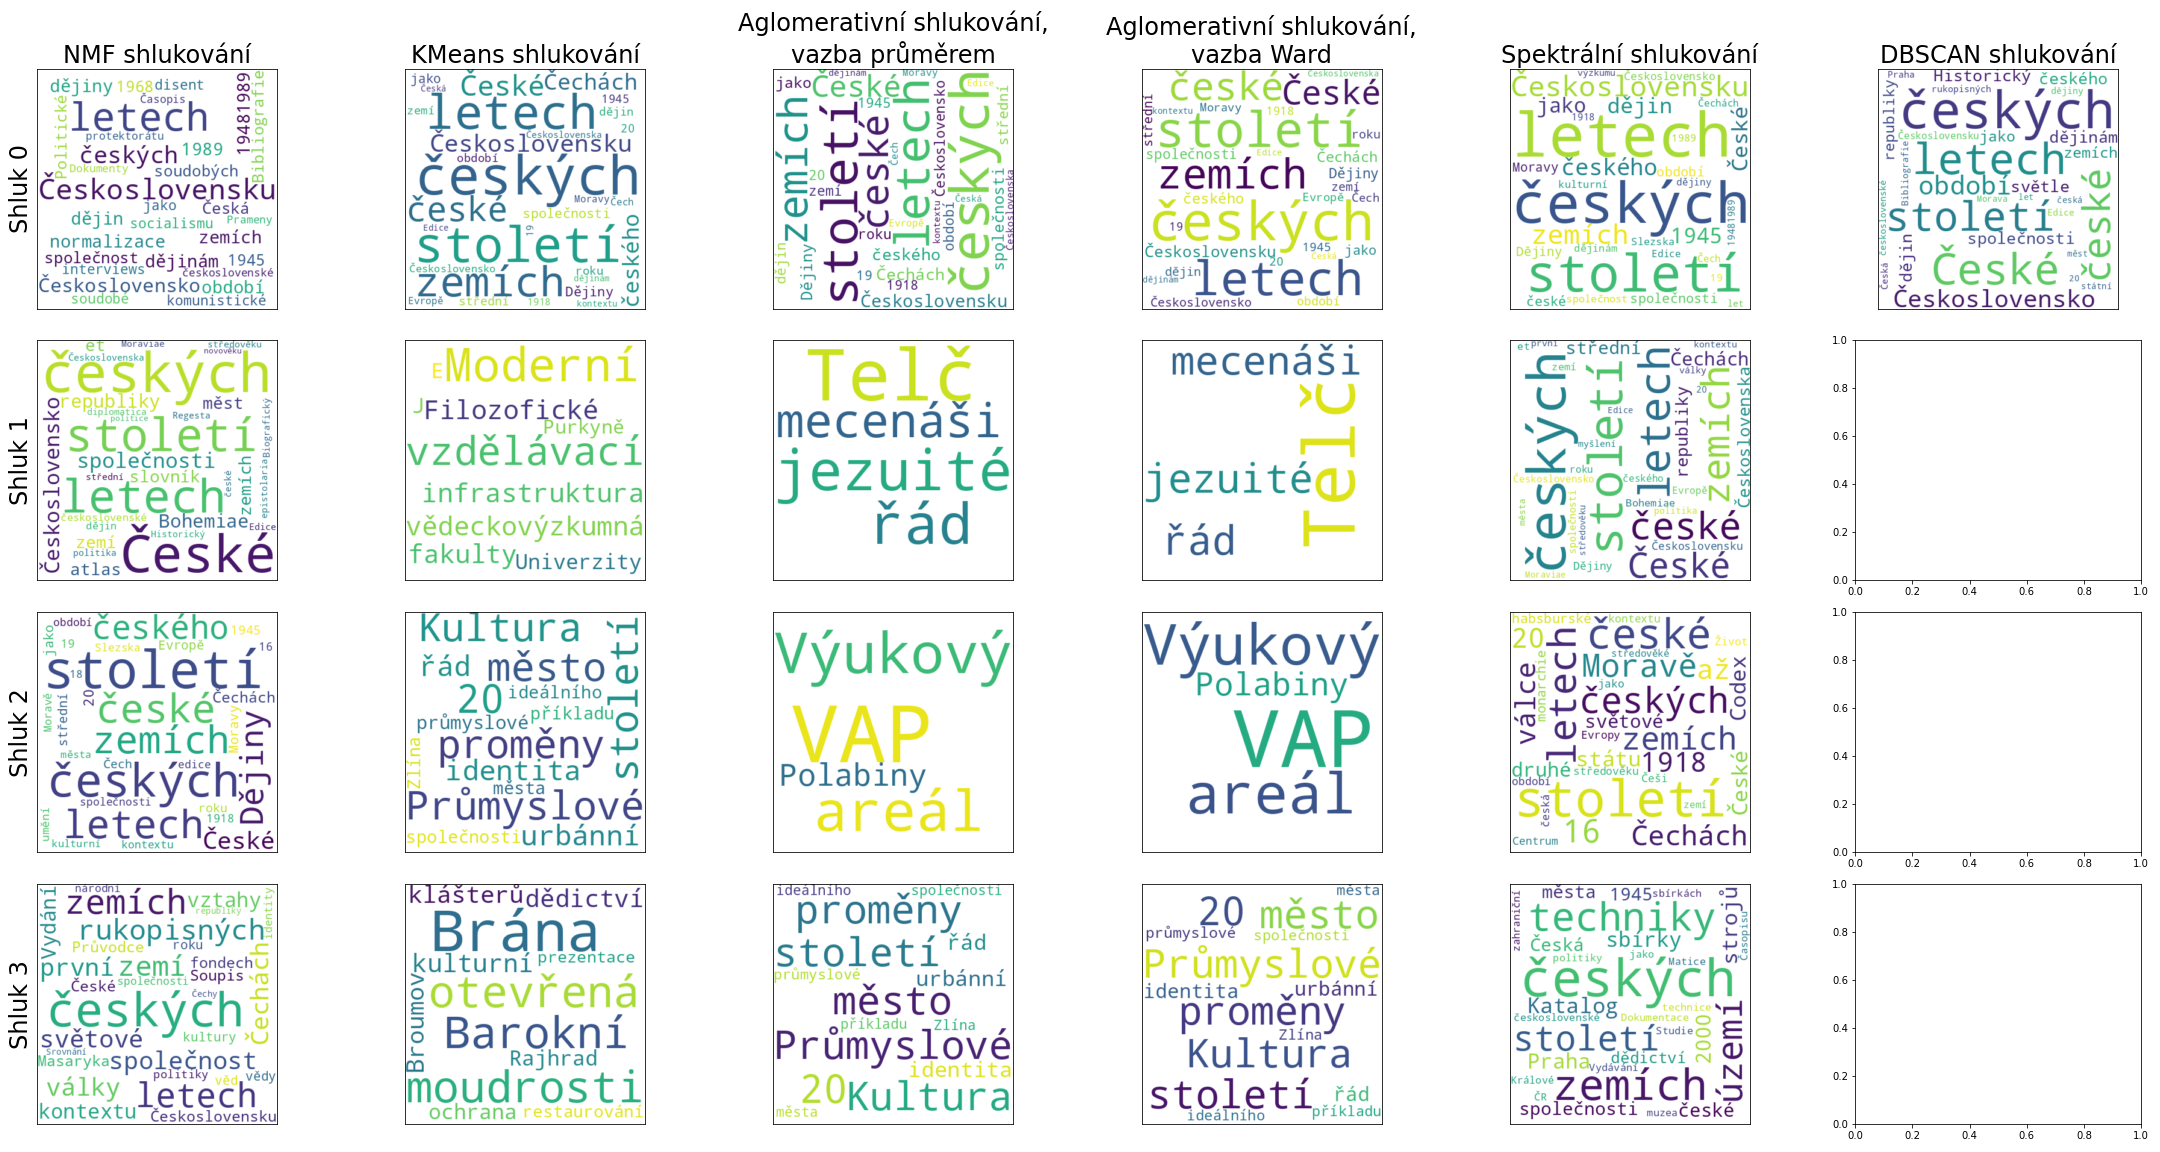 Aglomerativní shlukování, Aglomerativní shlukování,
NMF shlukování KMeans shlukování vazba průměrem vazba Ward Spektrální shlukování DBSCAN shlukování
Shluk 0
dějiny 1968 disent
Časopis
Politické letech 19481989 Bibliografie
protektorátu
českých 1989
Dokumenty soudobých
Československu
jako Česká
dějin socialismu Prameny
normalizace zemích
společnost dějinám 1945
interviews československé
Československo období
soudobé komunistické
jako České Čechách
Česká 1945
zemí letech dějin
Československa 20
Československu
období
českých
Moravy Čech
české společnosti
Edice 19 českého
století
Československo roku
dějinám
zemích Dějiny
Evropě střední 1918 kontextu
jako dějinám České Moravy Edice
1945
zemích století české letech Československo českých střední
Čech
20
zemí Česká
Evropě kontextu období společnosti Československa
roku
dějin Dějiny českého
19 Čechách
1918
Československu
Československa
střední české České
kontextu Moravy 1918
století roku
společnosti Edice Čechách
zemích Dějiny
zemí
českého Evropě Čech
českých
19
Československu 1945 jako
20 Česká
dějin
dějinám letech
Československo období
výzkumu Československo
Československu
jako dějin Čechách
1918
letech 1989 České
Moravy českého období
kulturní dějiny
českých 19481989
zemích Slezska 1945
Dějiny dějinám Edice Čech
století 19
české společnost společnosti let
Praha Historický českého
rukopisných dějiny
republiky českých
Československu jako dějinám
letech zemích
Bibliografie
období světle
Morava let česká
československé století Edice
společnosti české
dějin měst
Česká České 20
státní
Československo
Shluk 1
et Moraviae středověku
Československa novověku
českých
republiky měst
diplomatica Regesta
politice
století Biografický
Československo společnosti
střední slovník české zemích epistolaria
letech
československé Bohemiae
dějin Edice
zemí Historický
politika České
atlas
E Moderní
J Filozofické
Purkyně
vzdělávací
infrastruktura
vědeckovýzkumná
fakulty Univerzity
Telč
mecenáši
jezuité
řád
mecenáši
Telč
jezuité
řád
et první střední kontextu
Čechách
zemí války
20
českých století letech republiky zemích Československa
Edice
myšlení
roku
Československo českého
Evropě
města společnosti středověku Bohemiae politika
české
Československu
Dějiny České
Moraviae
1.0
0.8
0.6
0.4
0.2
0.0
0.0 0.2 0.4 0.6 0.8 1.0
Shluk 2
období českého 1945
jako 19 Slezska Evropě 16
století
18
20 Čechách
Moravě střední české Moravy Dějiny
zemích
města Čech edice
českých
společnosti
roku
umění letech 1918
České
kulturní kontextu
Kultura
řád město století
20 ideálního
průmyslové příkladu
Zlína proměny
identita
města
Průmyslové
společnosti urbánní
Výukový
VAP
Polabiny
areál
Výukový
Polabiny
VAP
areál
habsburské kontextu
20 české Život
středověké
válce monarchie letech Moravě až Codex
jako
českých
světové
Evropy zemích
státu 1918
druhé středověku Češi
období České
století zemí
česká
16
Centrum Čechách
1.0
0.8
0.6
0.4
0.2
0.0
0.0 0.2 0.4 0.6 0.8 1.0
Shluk 3
národní
Vydání zemích vztahy identity
republiky
rukopisných
Průvodce roku
první zemí fondech
Soupis Čechách
České společnosti
Čechy
českých
světové kultury
Srovnání
Masaryka společnost
politiky věd vědy
války letech
kontextu Československu
klášterů dědictví
Brána
kulturní prezentace
Broumov otevřená
Barokní
Rajhrad
moudrosti
ochrana restaurování
ideálního společnosti
proměny
století řád
průmyslové urbánní
město
příkladu Zlína
Průmyslové
identita
20 Kultura
města
města
20 město
průmyslové společnosti
Průmyslové
identita urbánní
proměny
Zlína
Kultura
století řád
ideálního příkladu
zahraniční města 1945 sbírkách
techniky strojů Časopisu
Česká sbírky
politiky jako Matice
českých
Katalog technice
československé Dokumentace
století Studie 2000 území
Praha dědictví
Vydávání
Králové
ČR zemích
společnosti muzea české
1.0
0.8
0.6
0.4
0.2
0.0
0.0 0.2 0.4 0.6 0.8 1.0